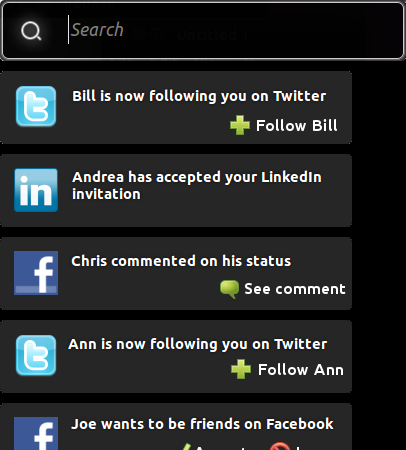 Search
Bill is now following you on Twitter
Follow Bill
in
Andrea has accepted your LinkedIn
invitation
Chris commented on his status
See comment
Ann is now following you on Twitter
Follow Ann
Joe wants to be friends on Facebook